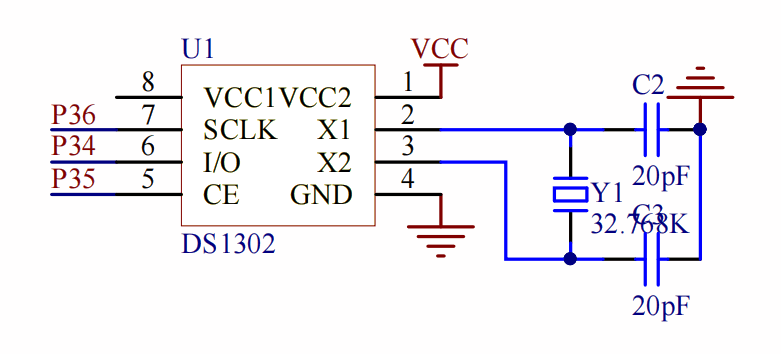 U1
VCC
8 VCC1 VCC2 1
P36 7 SCLK X1 2
P34 6 I/O X2 3
P35 5 CE GND 4
DS1302
C2
20pF
Y1
32.768K
C3
20pF